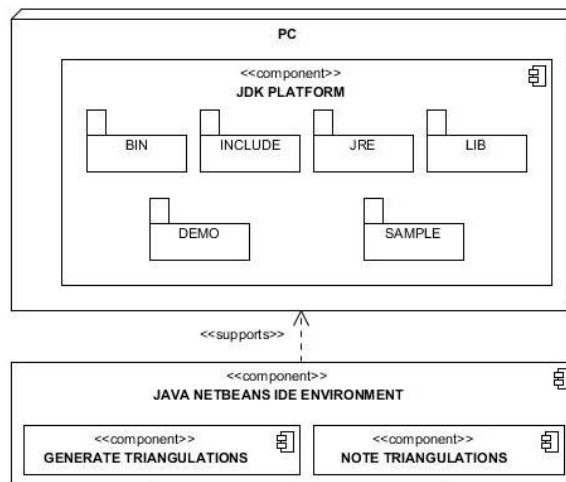 PC
<<component>>
JDK PLATFORM
BIN
INCLUDE
JRE
LIB
DEMO
SAMPLE
<<supports>>
<<component>>
JAVA NETBEANS IDE ENVIRONMENT
<<component>>
GENERATE TRIANGULATIONS
<<component>>
NOTE TRIANGULATIONS